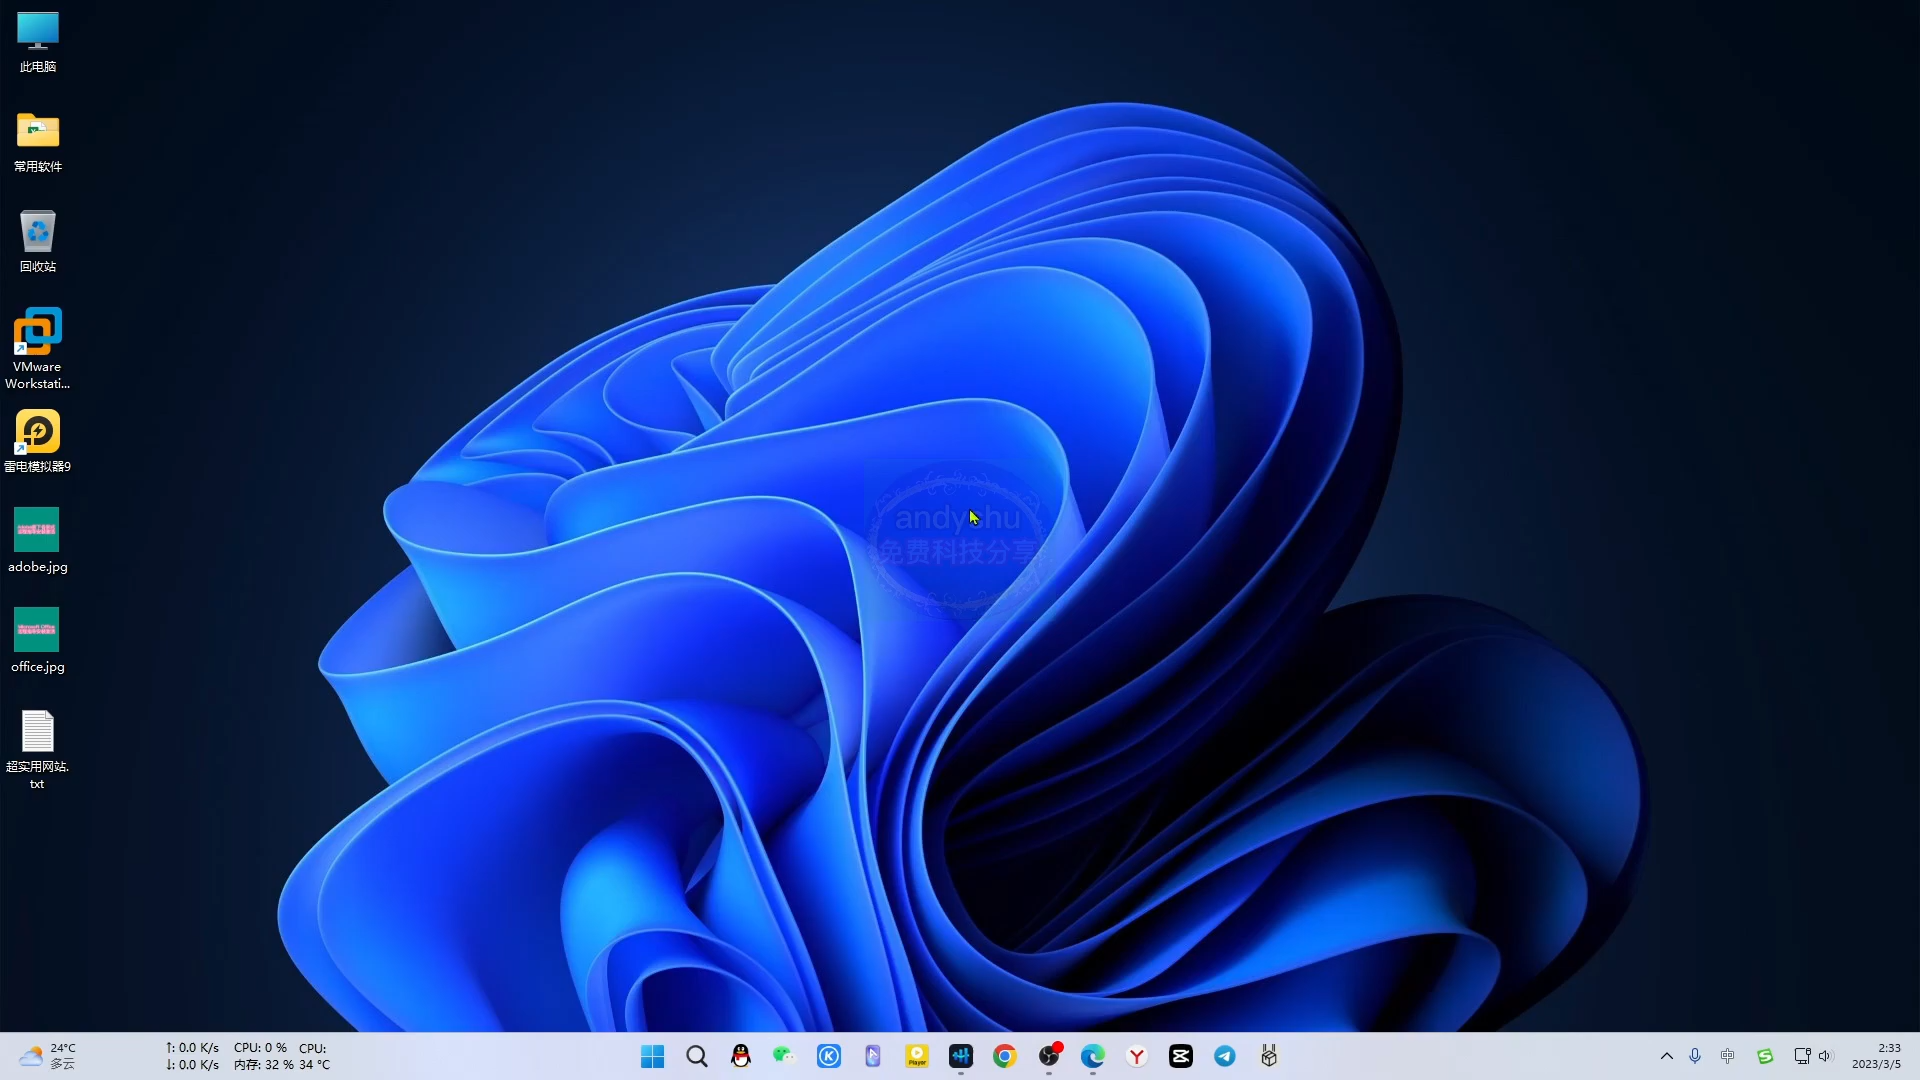 此电脑
常用软件
回收站
VMware
Workstati...
雷电模拟器9
adobe.jpg
office.jpg
超实用网站.
txt
andychu
免费科技分享
24°C
多云
↑: 0.0 K/s
↓: 0.0 K/s
CPU: 0 %
内存: 32 %
CPU:
34 °C
Player
中
2:33
2023/3/5